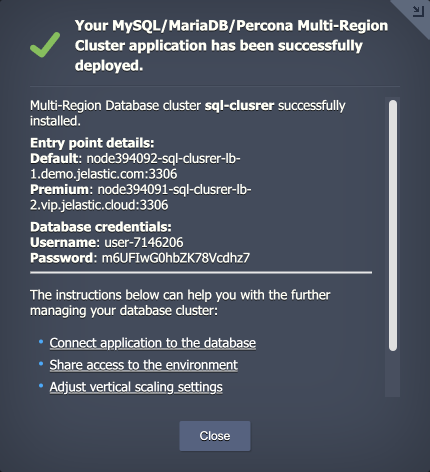 Your MySQL/MariaDB/Percona Multi-Region
Cluster application has been successfully
deployed.
Multi-Region Database cluster sql-clusrer successfully
installed.
Entry point details:
Default: node394092-sql-clusrer-lb-
1.demo.jelastic.com:3306
Premium: node394091-sql-clusrer-lb-
2.vip.jelastic.cloud:3306
Database credentials:
Username: user-7146206
Password: m6UFIwG0hbZK78Vcdhz7
The instructions below can help you with the further
managing your database cluster:
• Connect application to the database
• Share access to the environment
• Adjust vertical scaling settings
Close